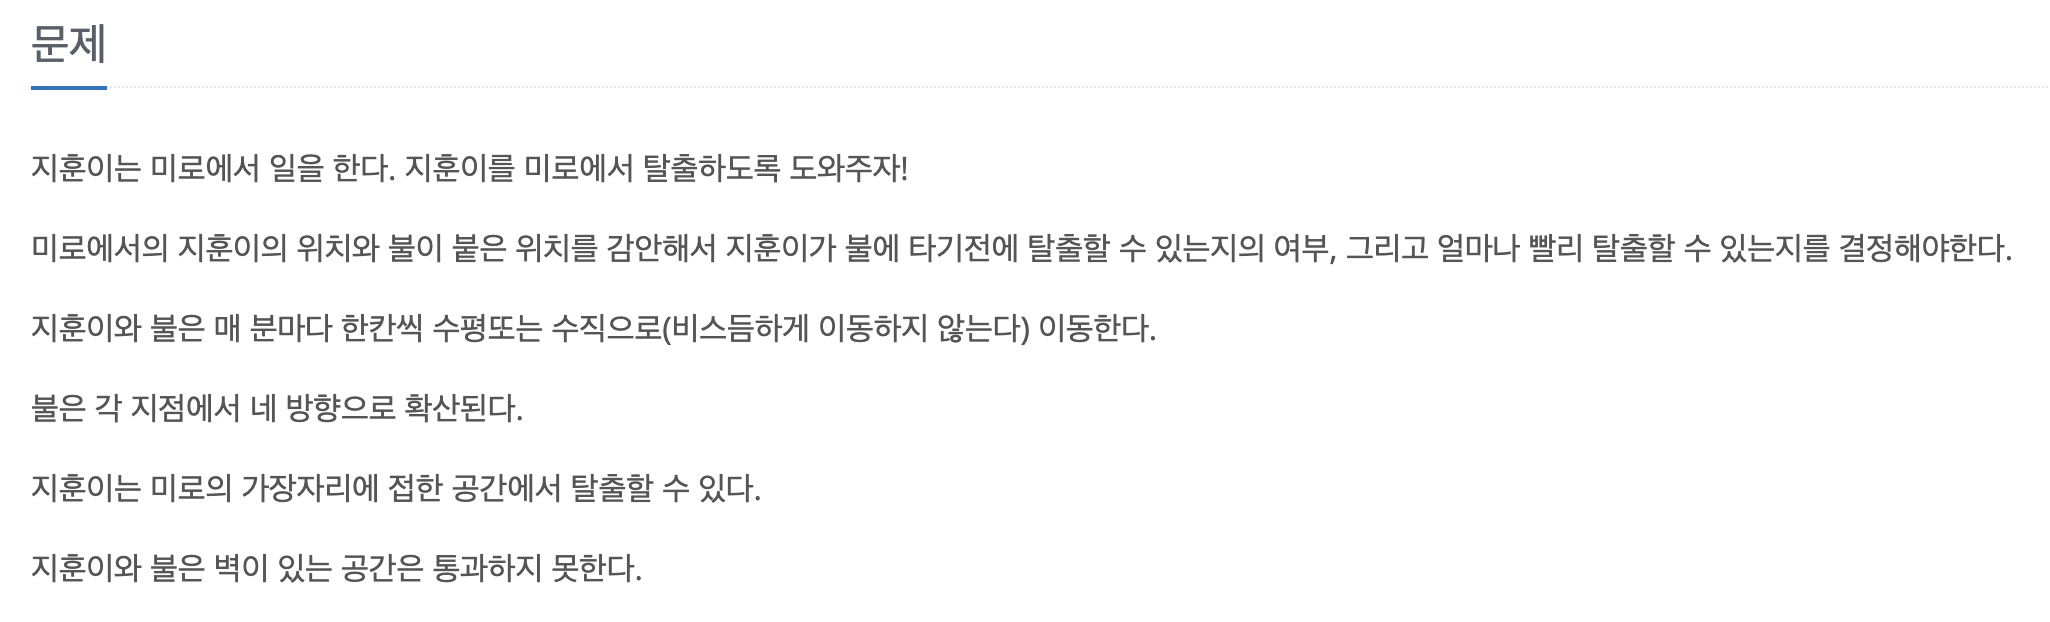 문제
지훈이는 미로에서 일을 한다. 지훈이를 미로에서 탈출하도록 도와주자!
미로에서의 지훈이의 위치와 불이 붙은 위치를 감안해서 지훈이가 불에 타기전에 탈출할 수 있는지의 여부, 그리고 얼마나 빨리 탈출할 수 있는지를 결정해야한다.
지훈이와 불은 매 분마다 한칸씩 수평또는 수직으로(비스듬하게 이동하지 않는다) 이동한다.
불은 각 지점에서 네 방향으로 확산된다.
지훈이는 미로의 가장자리에 접한 공간에서 탈출할 수 있다.
지훈이와 불은 벽이 있는 공간은 통과하지 못한다.